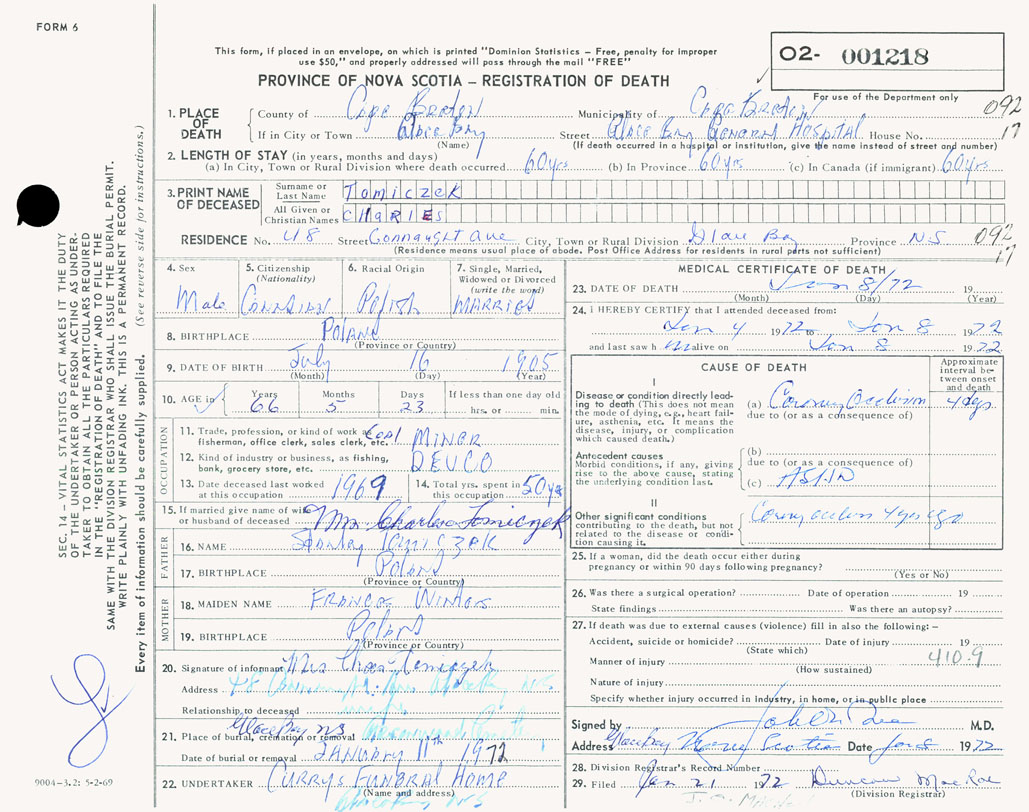 FORM 6
This form, if placed in an envelope, on which is printed "Dominion Statistics – Free, penalty for improper
use $50," and properly addressed will pass through the mail "FREE"
O2- 001218
PROVINCE OF NOVA SCOTIA – REGISTRATION OF DEATH
For use of the Department only
1. PLACE OF DEATH
County of Cape Breton Municipality of Cape Breton 092
If in City or Town Glace Bay Street Glace Bay General Hospital House No. 17
(Name) (If death occurred in a hospital or institution, give the name instead of street and number)
2. LENGTH OF STAY (in years, months and days)
(a) In City, Town or Rural Division where death occurred 60 yrs (b) In Province 60 yrs (c) In Canada (if immigrant) 60 yrs
3. PRINT NAME OF DECEASED
Surname or Last Name Tomiczek
All Given or Christian Names CHARLES
RESIDENCE No. 48 Street Connaught Ave City, Town or Rural Division Glace Bay Province N.S 092
(Residence means usual place of abode. Post Office Address for residents in rural parts not sufficient) 17
4. Sex Male
5. Citizenship (Nationality) Canadian
6. Racial Origin Polish
7. Single, Married, Widowed or Divorced (write the word) MARRIED
8. BIRTHPLACE Poland
(Province or Country)
9. DATE OF BIRTH July 16 1905
(Month) (Day) (Year)
10. AGE in Years 66 Months 5 Days 23 If less than one day old hrs. or min.
OCCUPATION
11. Trade, profession, or kind of work as fisherman, office clerk, sales clerk, etc. Coal MINER
12. Kind of industry or business, as fishing, bank, grocery store, etc. DEVCO
13. Date deceased last worked at this occupation 1969
14. Total yrs. spent in this occupation 50 yrs
15. If married give name of wife or husband of deceased Mrs. Charles Tomiczek
FATHER
16. NAME Stanley Tomiczek
17. BIRTHPLACE Poland
(Province or Country)
MOTHER
18. MAIDEN NAME
19. BIRTHPLACE Poland
(Province or Country)
20. Signature of informant Mrs Chas Tomiczek
Address 48
Relationship to deceased
21. Place of burial, cremation or removal Glace Bay N S
Date of burial or removal JANUARY 11th 1972
22. UNDERTAKER CURRYS FUNERAL HOME
(Name and address)
MEDICAL CERTIFICATE OF DEATH
23. DATE OF DEATH Jan 8/72 19
(Month) (Day) (Year)
24. I HEREBY CERTIFY that I attended deceased from:
Jan 4 1972 to Jan 8 1972
and last saw h im alive on Jan 8 1972
CAUSE OF DEATH
Approximate interval between onset and death
I
Disease or condition directly leading to death (This does not mean the mode of dying, e.g., heart failure, asthenia, etc. It means the disease, injury, or complication which caused death.)
(a) Coronary Occlusion 4 days
due to (or as a consequence of)
Antecedent causes
Morbid conditions, if any, giving rise to the above cause, stating the underlying condition last.
(b)
due to (or as a consequence of)
(c) ASHD
II
Other significant conditions contributing to the death, but not related to the disease or condition causing it.
Coronary occlusion 4 yrs ago
25. If a woman, did the death occur either during pregnancy or within 90 days following pregnancy?
(Yes or No)
26. Was there a surgical operation? Date of operation 19
State findings Was there an autopsy?
27. If death was due to external causes (violence) fill in also the following: –
Accident, suicide or homicide? Date of injury 19
(State which)
Manner of injury 410.9
(How sustained)
Nature of injury
Specify whether injury occurred in industry, in home, or in public place
Signed by M.D.
Address Glace Bay Nova Scotia Date Jan 8 1972
28. Division Registrar's Record Number
29. Filed Jan 21 1972 Duncan MacRae
(Division Registrar)
SEC. 14 – VITAL STATISTICS ACT MAKES IT THE DUTY
OF THE UNDERTAKER OR PERSON ACTING AS UNDER-
TAKER TO OBTAIN ALL THE PARTICULARS REQUIRED
IN THE "REGISTRATION OF DEATH" AND TO FILE THE
SAME WITH THE DIVISION REGISTRAR WHO SHALL ISSUE THE BURIAL PERMIT.
WRITE PLAINLY WITH UNFADING INK. THIS IS A PERMANENT RECORD.
Every item of information should be carefully supplied. (See reverse side for instructions.)
9004-3.2: 5-2-69